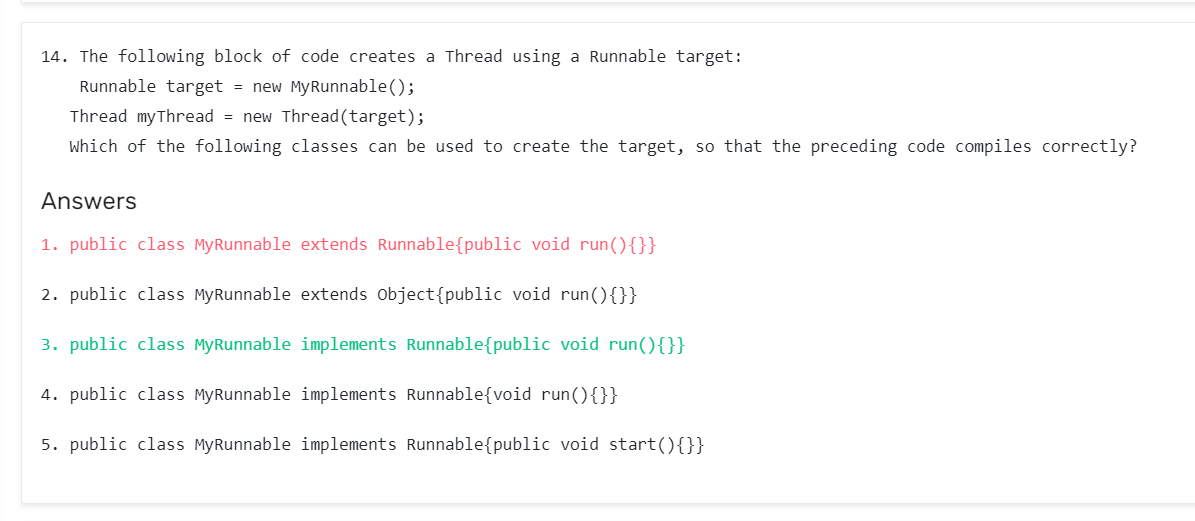 14. The following block of code creates a Thread using a Runnable target:
Runnable target = new MyRunnable();
Thread myThread = new Thread(target);
Which of the following classes can be used to create the target, so that the preceding code compiles correctly?
Answers
1. public class MyRunnable extends Runnable{public void run(){}}
2. public class MyRunnable extends Object{public void run(){}}
3. public class MyRunnable implements Runnable{public void run(){}}
4. public class MyRunnable implements Runnable{void run(){}}
5. public class MyRunnable implements Runnable{public void start(){}}